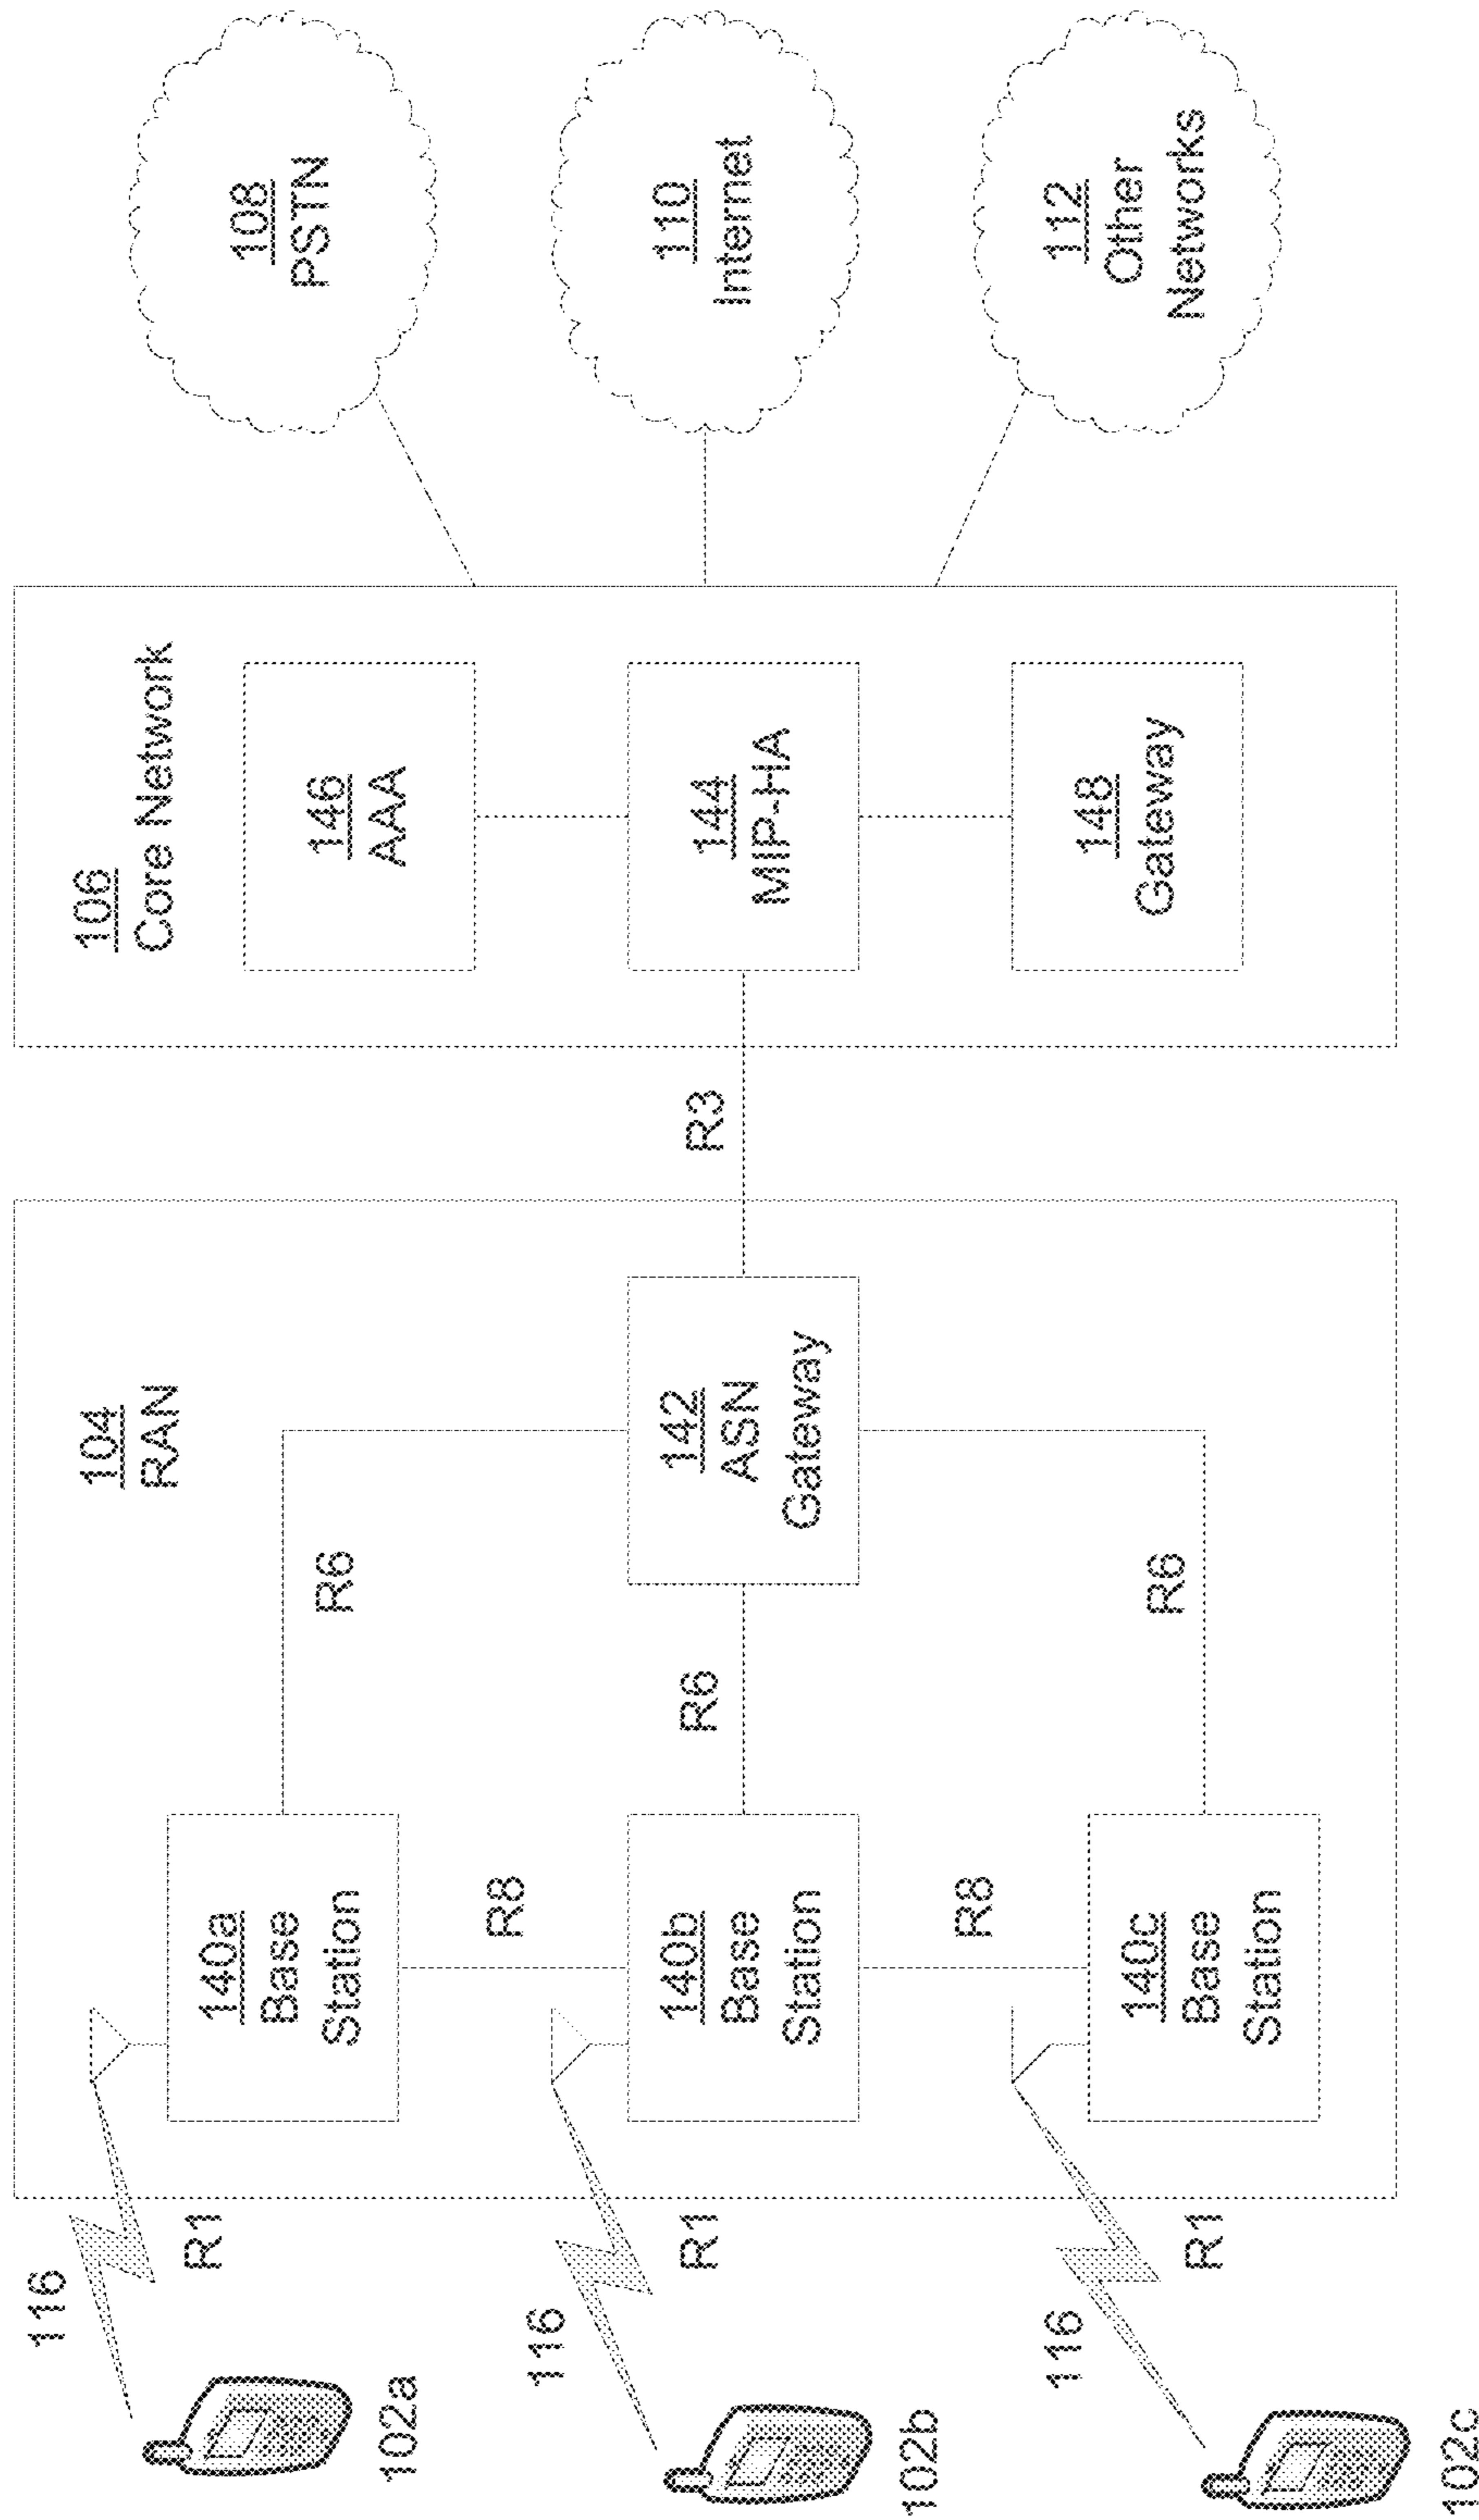 116
R1
102a
116
R1
102b
116
R1
102c
104
RAN
140a
Base
Station
R8
140b
Base
Station
R8
140c
Base
Station
R6
R6
R6
142
ASN
Gateway
R3
106
Core Network
146
AAA
144
MIP-HA
148
Gateway
108
PSTN
110
Internet
112
Other
Networks